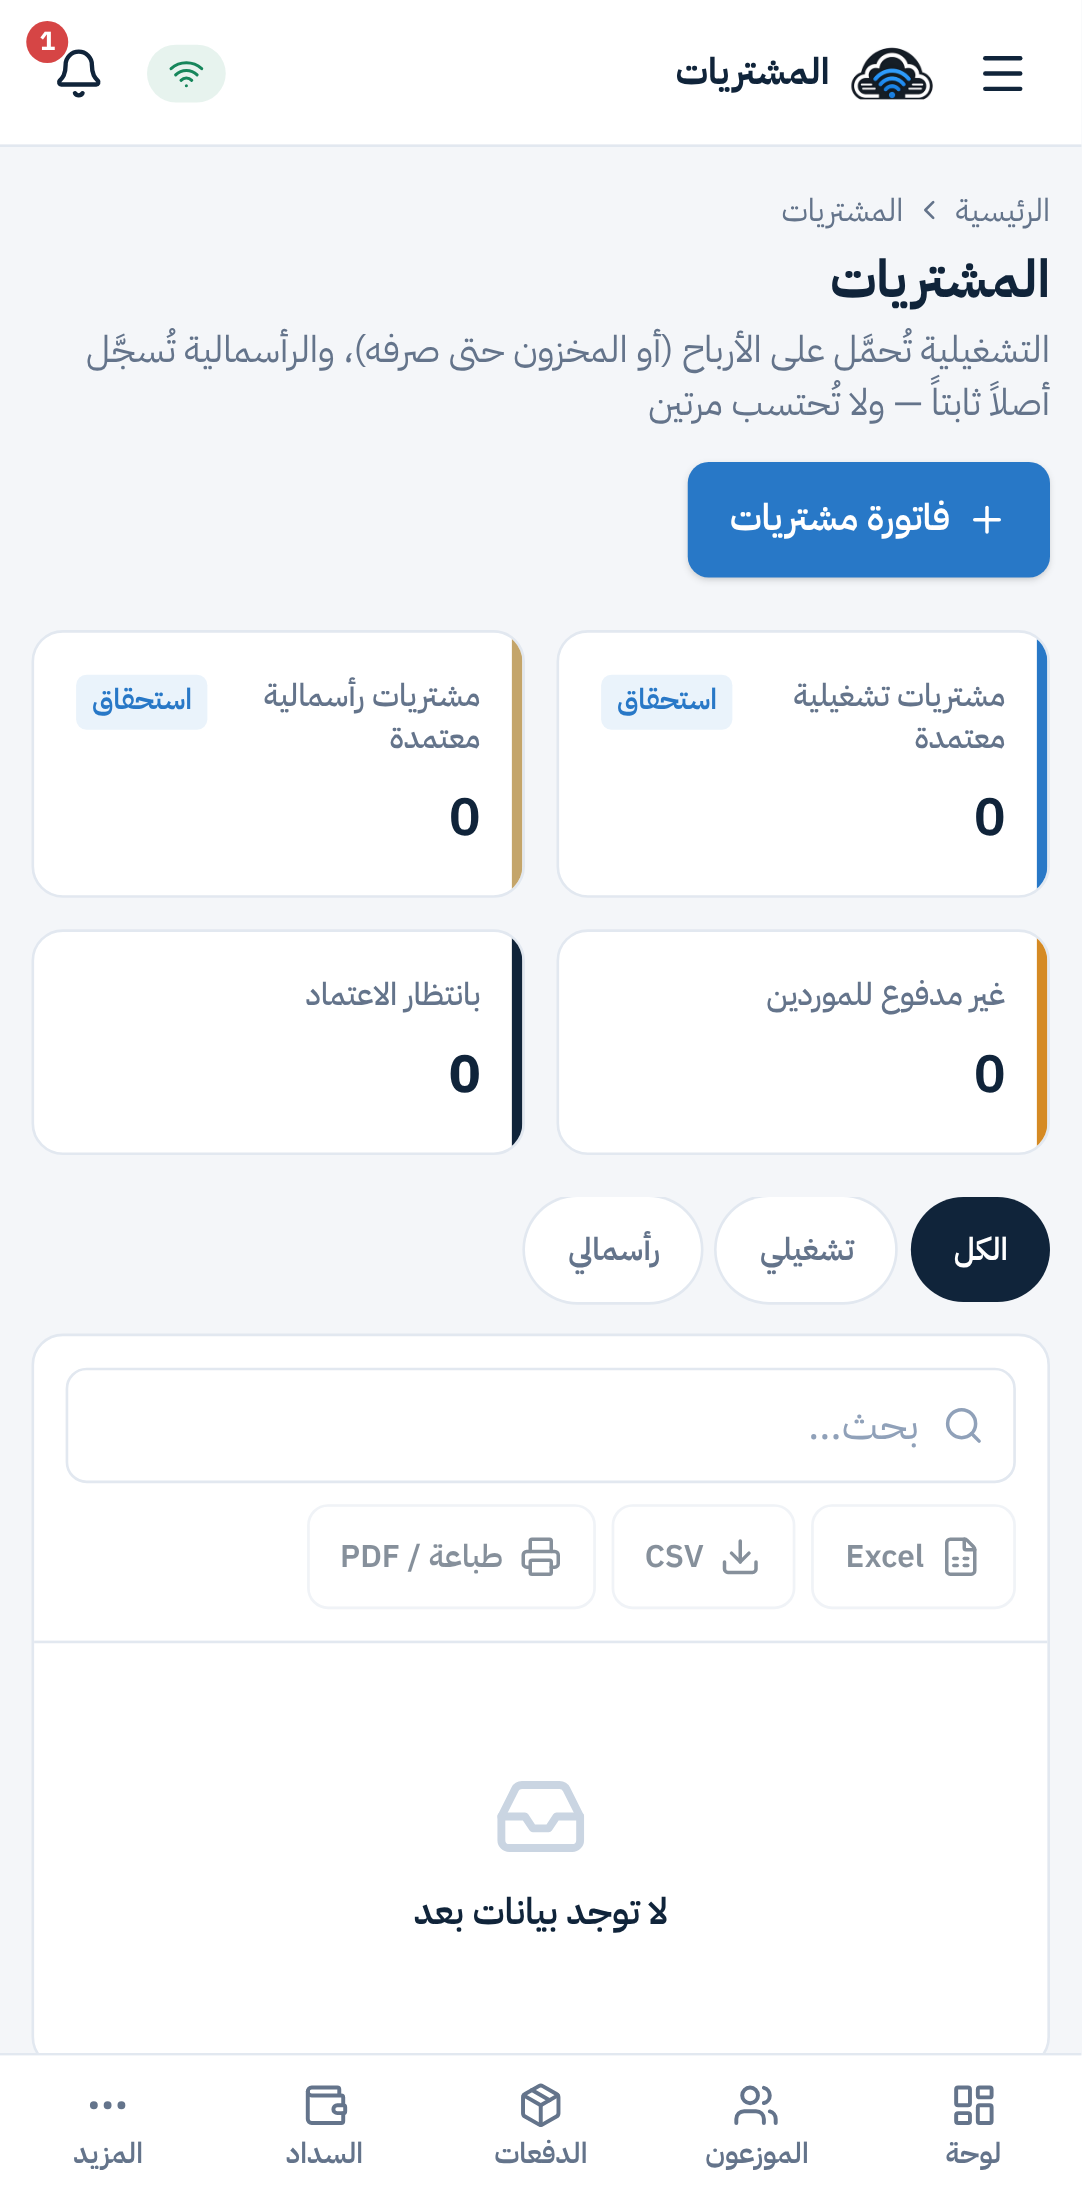 المشتريات
1
الرئيسية > المشتريات
المشتريات
التشغيلية تُحمَّل على الأرباح (أو المخزون حتى صرفه)، والرأسمالية تُسجَّل
أصلاً ثابتاً — ولا تُحتسب مرتين
+ فاتورة مشتريات
مشتريات تشغيلية
معتمدة
استحقاق
0
مشتريات رأسمالية
معتمدة
استحقاق
0
غير مدفوع للموردين
0
بانتظار الاعتماد
0
الكل
تشغيلي
رأسمالي
بحث...
Excel
CSV
طباعة / PDF
لا توجد بيانات بعد
لوحة
الموزعون
الدفعات
السداد
المزيد